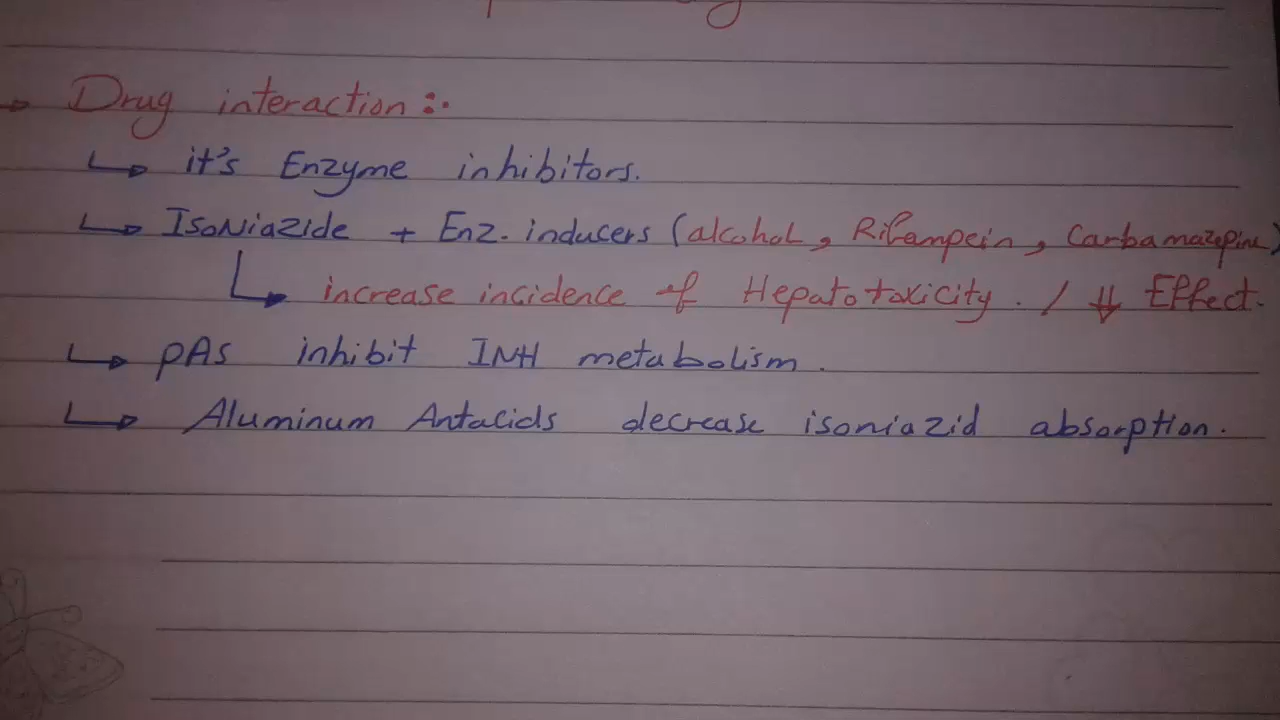 → Drug interaction :.
↳ it's Enzyme inhibitors.
↳ IsoNiazide + Enz. inducers (alcohol, Rifampein, Carbamazepine)
↳ increase incidence of Hepatotoxicity. / ↓ Effect.
↳ PAS inhibit INH metabolism.
↳ Aluminum Antacids decrease isoniazid absorption.